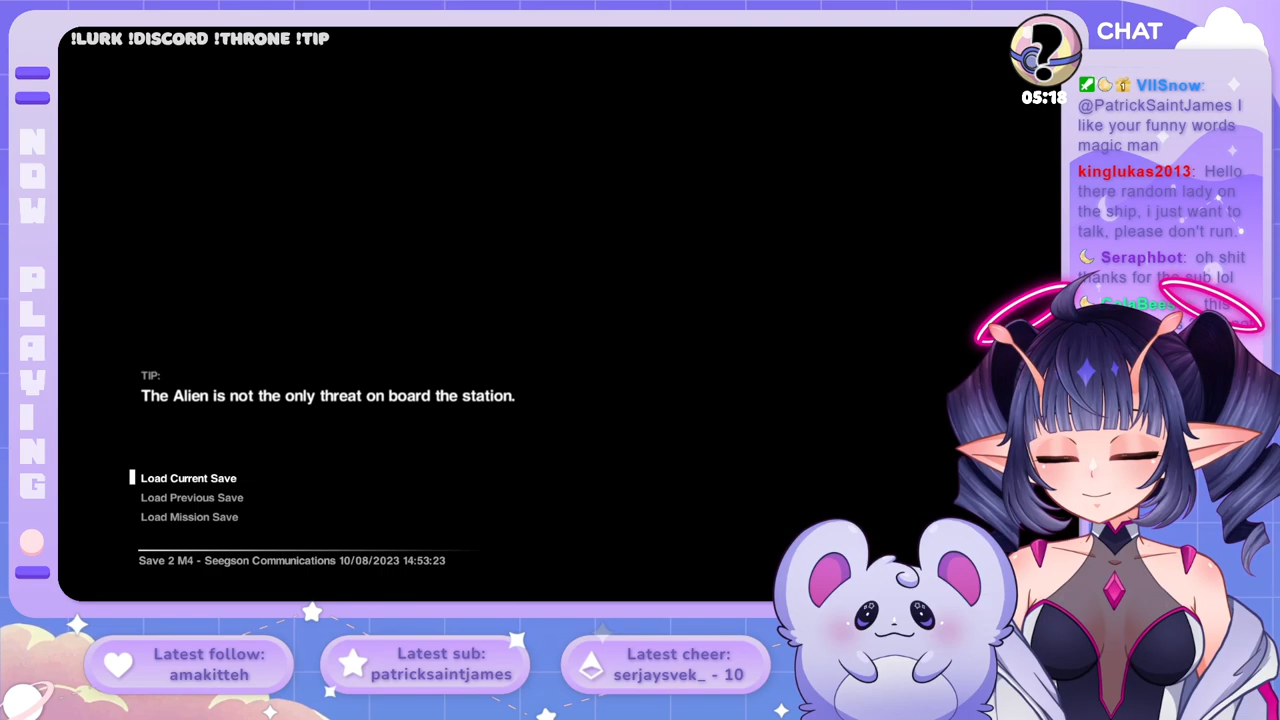 !LURK !DISCORD !THRONE !TIP
CHAT
05:18
VIISnow:
@PatrickSaintJames I
like your funny words
magic man
kinglukas2013: Hello
there random lady on
the ship, i just want to
talk, please don't run.
Seraphbot: oh shit
thanks for the sub lol
this
NOW PLAYING
TIP:
The Alien is not the only threat on board the station.
Load Current Save
Load Previous Save
Load Mission Save
Save 2 M4 - Seegson Communications 10/08/2023 14:53:23
Latest follow:
amakitteh
Latest sub:
patricksaintjames
Latest cheer:
serjaysvek_ - 10